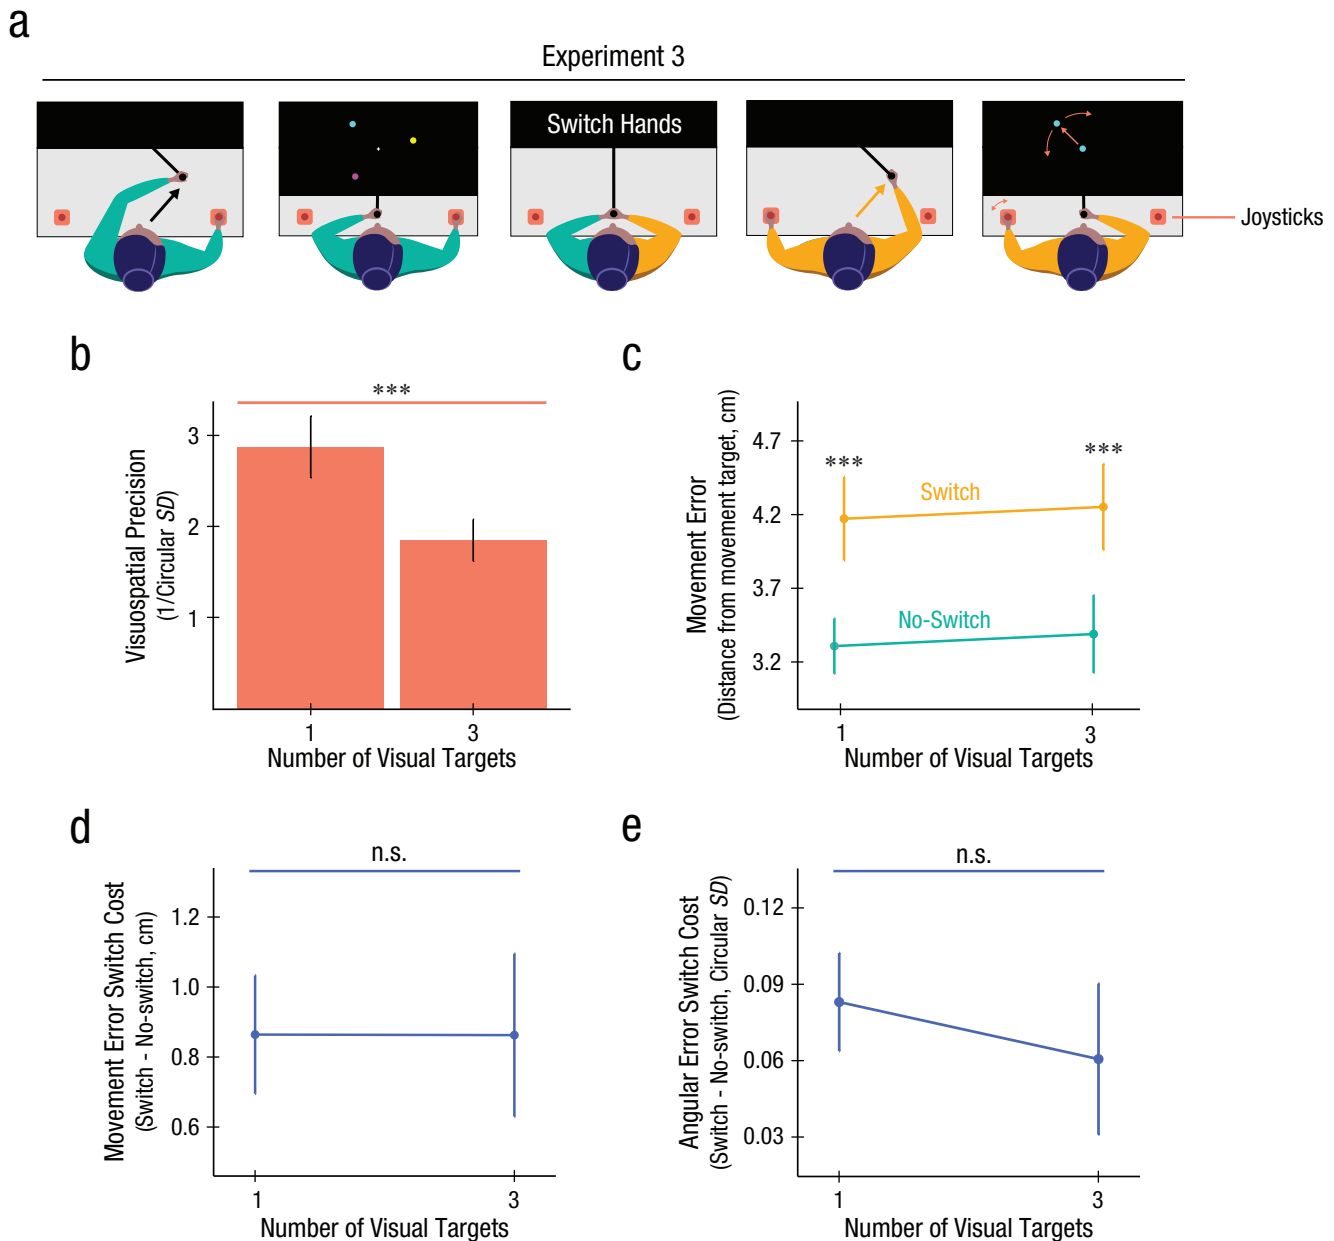 a
Experiment 3
Switch Hands
Joysticks
b
***
Visuospatial Precision
(1/Circular SD)
3
2
1
1
3
Number of Visual Targets
c
Movement Error
(Distance from movement target, cm)
4.7
4.2
3.7
3.2
***
***
Switch
No-Switch
1
3
Number of Visual Targets
d
n.s.
Movement Error Switch Cost
(Switch - No-switch, cm)
1.2
1.0
0.8
0.6
1
3
Number of Visual Targets
e
n.s.
Angular Error Switch Cost
(Switch - No-switch, Circular SD)
0.12
0.09
0.06
0.03
1
3
Number of Visual Targets